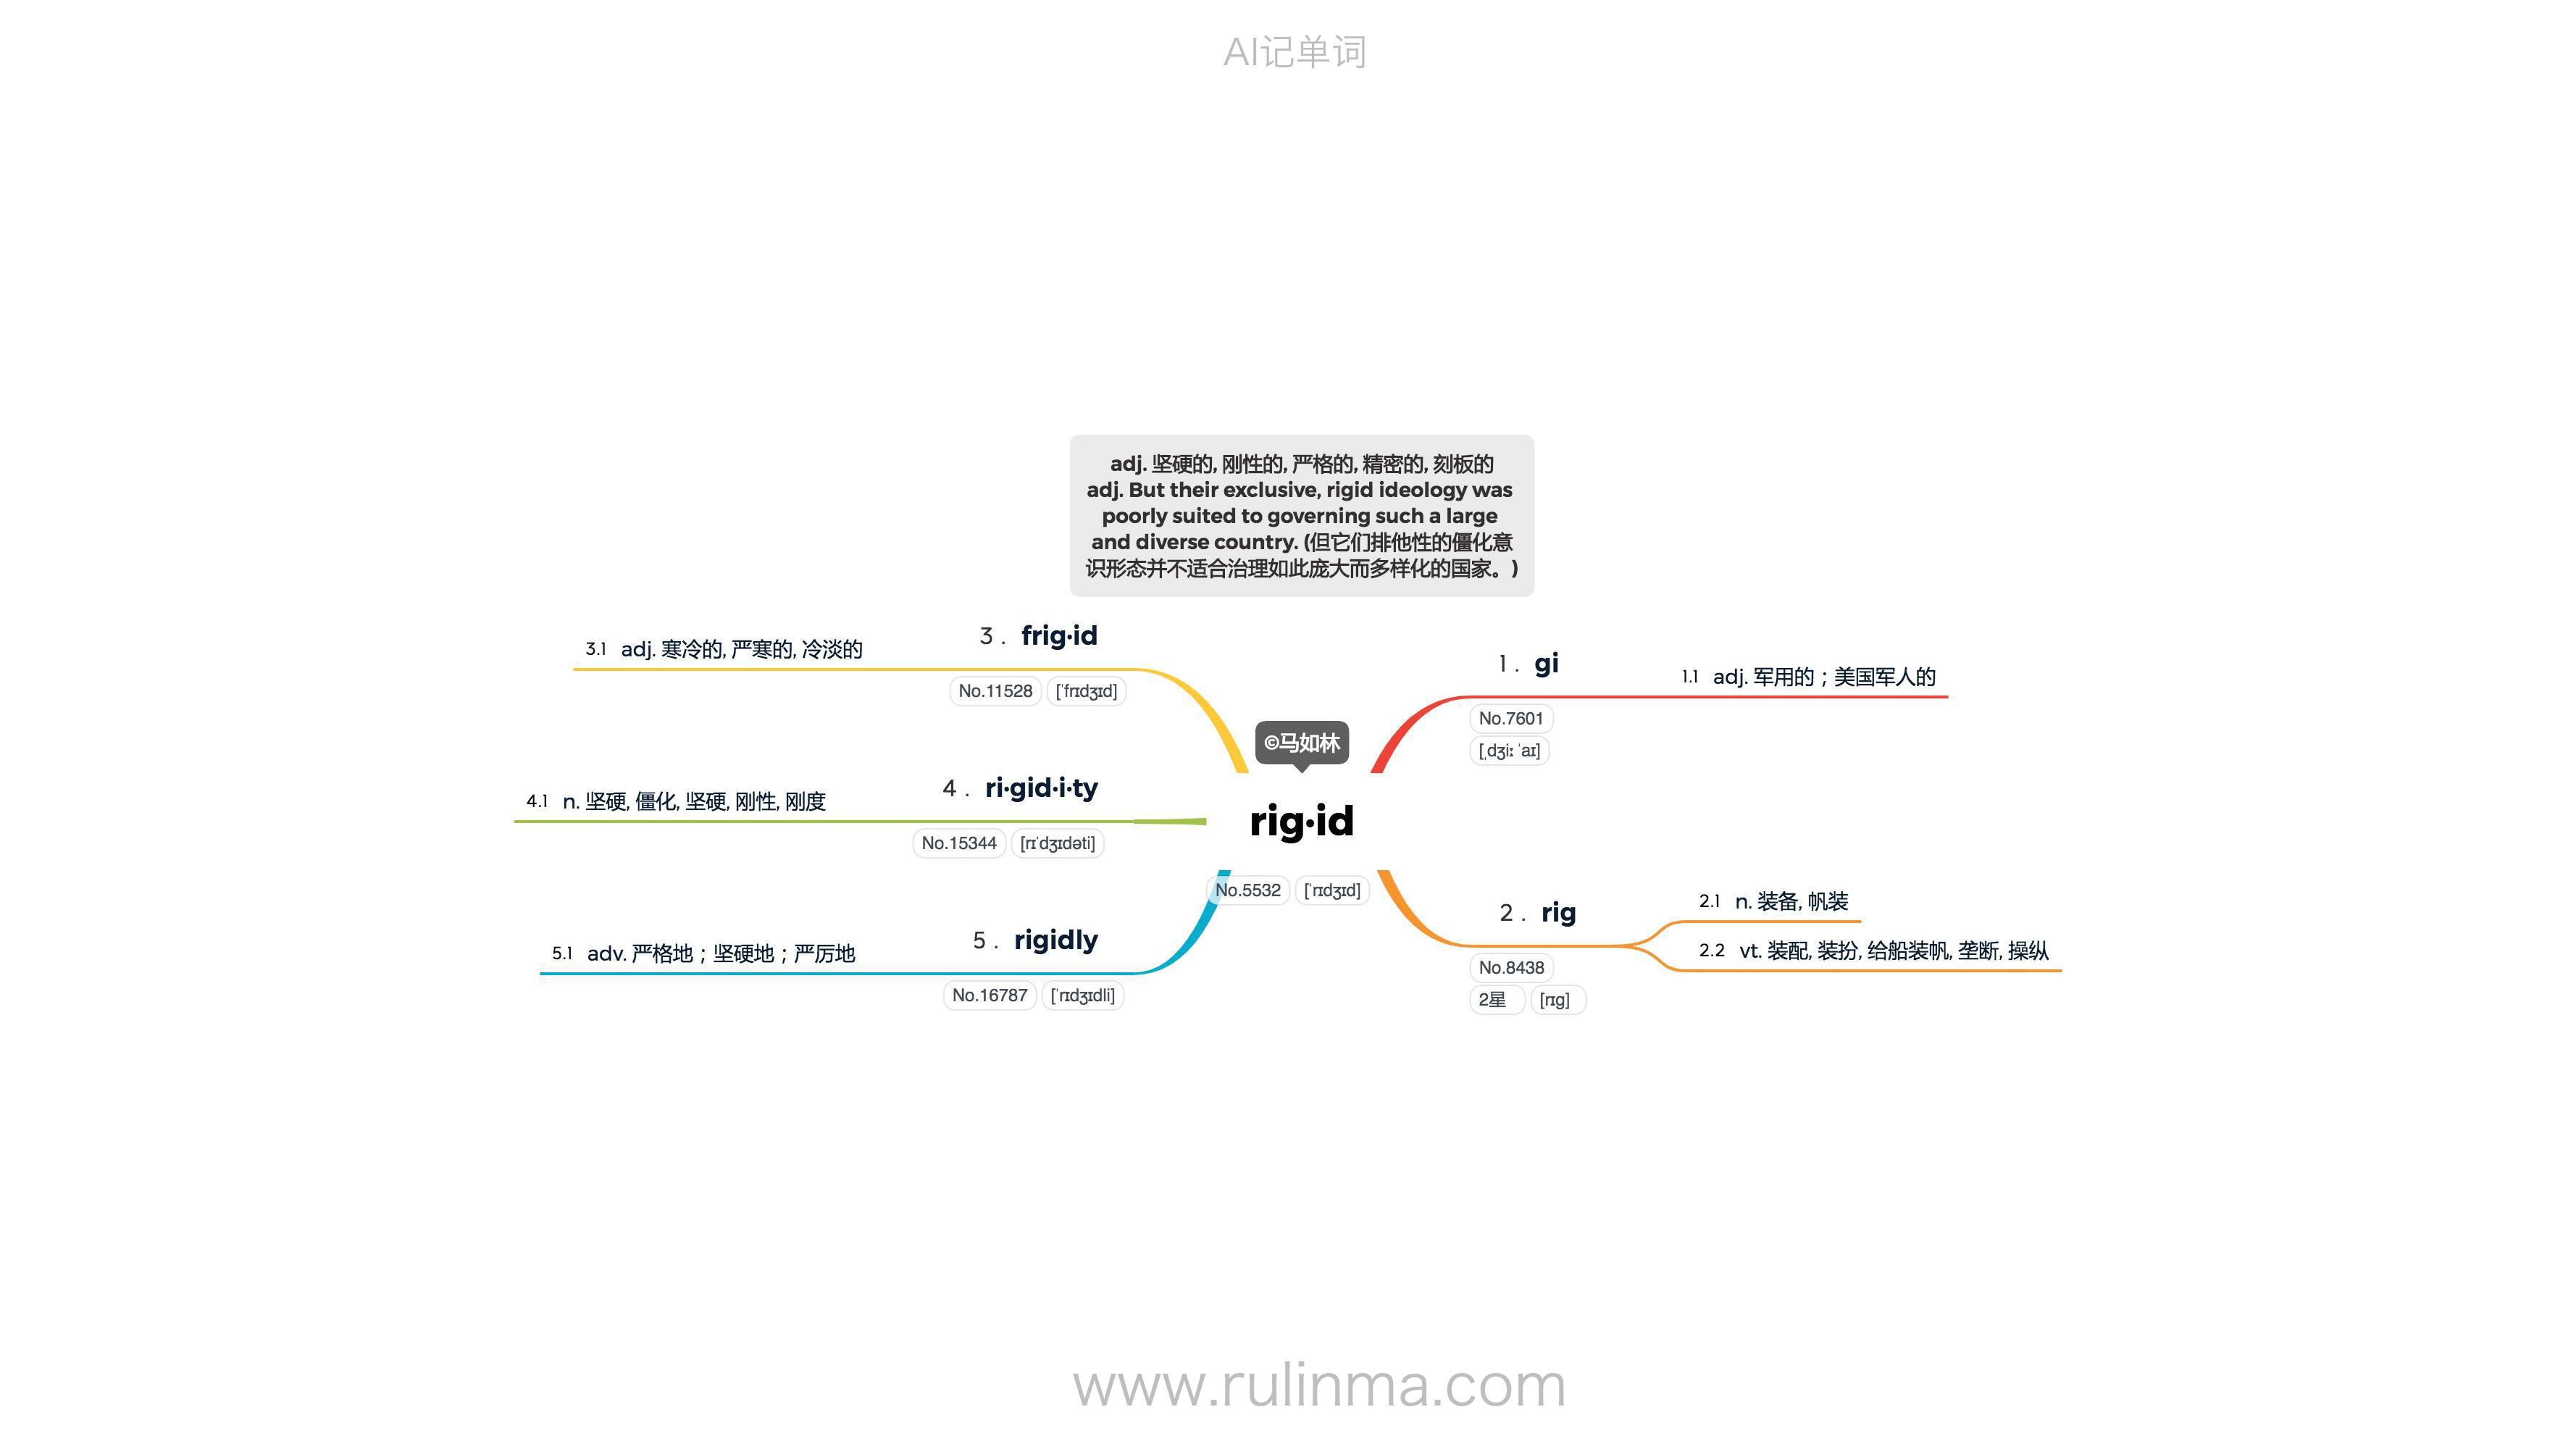 AI记单词
adj. 坚硬的, 刚性的, 严格的, 精密的, 刻板的
adj. But their exclusive, rigid ideology was
poorly suited to governing such a large
and diverse country. (但它们排他性的僵化意
识形态并不适合治理如此庞大而多样化的国家。)
©马如林
rig·id
No.5532 [ˈrɪdʒɪd]
1 . gi
No.7601
[ˌdʒiː ˈaɪ]
1.1 adj. 军用的；美国军人的
2 . rig
No.8438
2星 [rɪg]
2.1 n. 装备, 帆装
2.2 vt. 装配, 装扮, 给船装帆, 垄断, 操纵
3 . frig·id
No.11528 [ˈfrɪdʒɪd]
3.1 adj. 寒冷的, 严寒的, 冷淡的
4 . ri·gid·i·ty
No.15344 [rɪˈdʒɪdəti]
4.1 n. 坚硬, 僵化, 坚硬, 刚性, 刚度
5 . rigidly
No.16787 [ˈrɪdʒɪdli]
5.1 adv. 严格地；坚硬地；严厉地
www.rulinma.com